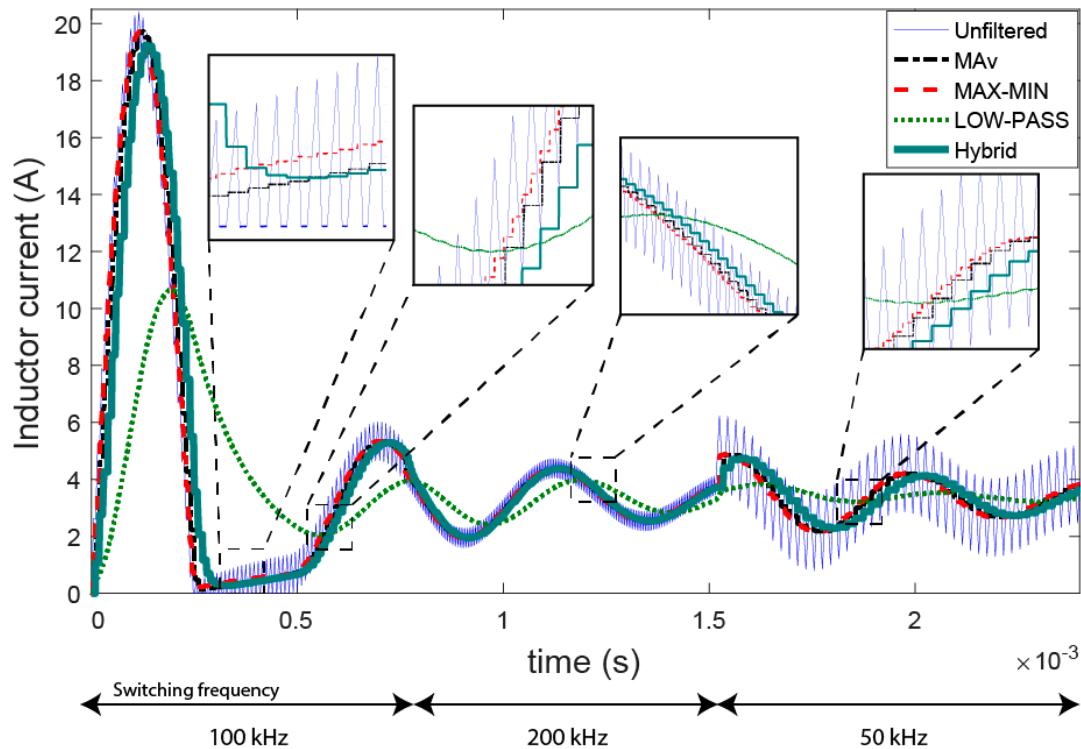 Unfiltered
MAv
MAX-MIN
LOW-PASS
Hybrid
Inductor current (A)
20
18
16
14
12
10
8
6
4
2
0
0
0.5
1
1.5
2
time (s)
×10⁻³
Switching frequency
100 kHz
200 kHz
50 kHz